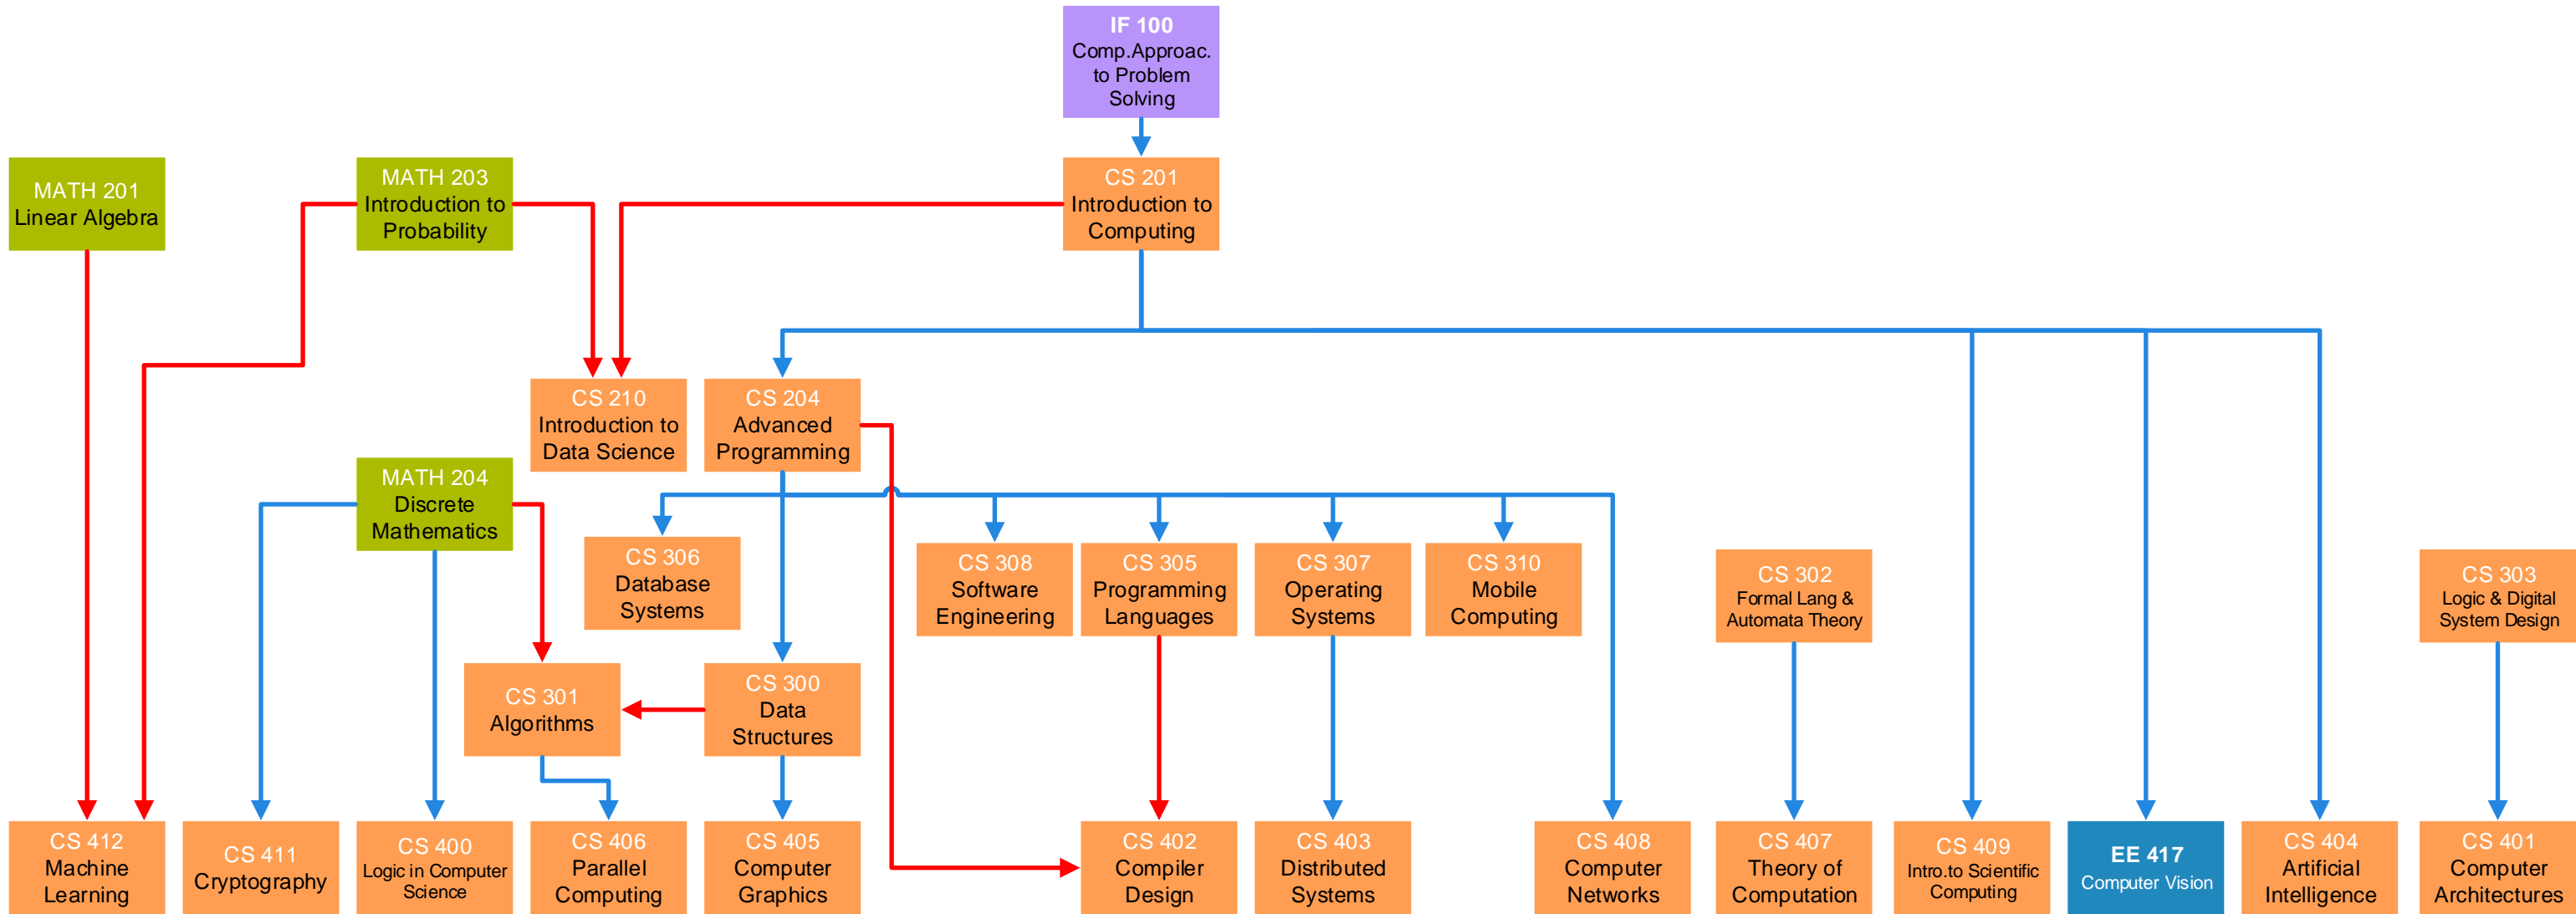 IF 100
Comp.Approac.
to Problem
Solving
MATH 201
Linear Algebra
MATH 203
Introduction to
Probability
CS 201
Introduction to
Computing
CS 210
Introduction to
Data Science
CS 204
Advanced
Programming
MATH 204
Discrete
Mathematics
CS 306
Database
Systems
CS 308
Software
Engineering
CS 305
Programming
Languages
CS 307
Operating
Systems
CS 310
Mobile
Computing
CS 302
Formal Lang &
Automata Theory
CS 303
Logic & Digital
System Design
CS 301
Algorithms
CS 300
Data
Structures
CS 412
Machine
Learning
CS 411
Cryptography
CS 400
Logic in Computer
Science
CS 406
Parallel
Computing
CS 405
Computer
Graphics
CS 402
Compiler
Design
CS 403
Distributed
Systems
CS 408
Computer
Networks
CS 407
Theory of
Computation
CS 409
Intro.to Scientific
Computing
EE 417
Computer Vision
CS 404
Artificial
Intelligence
CS 401
Computer
Architectures